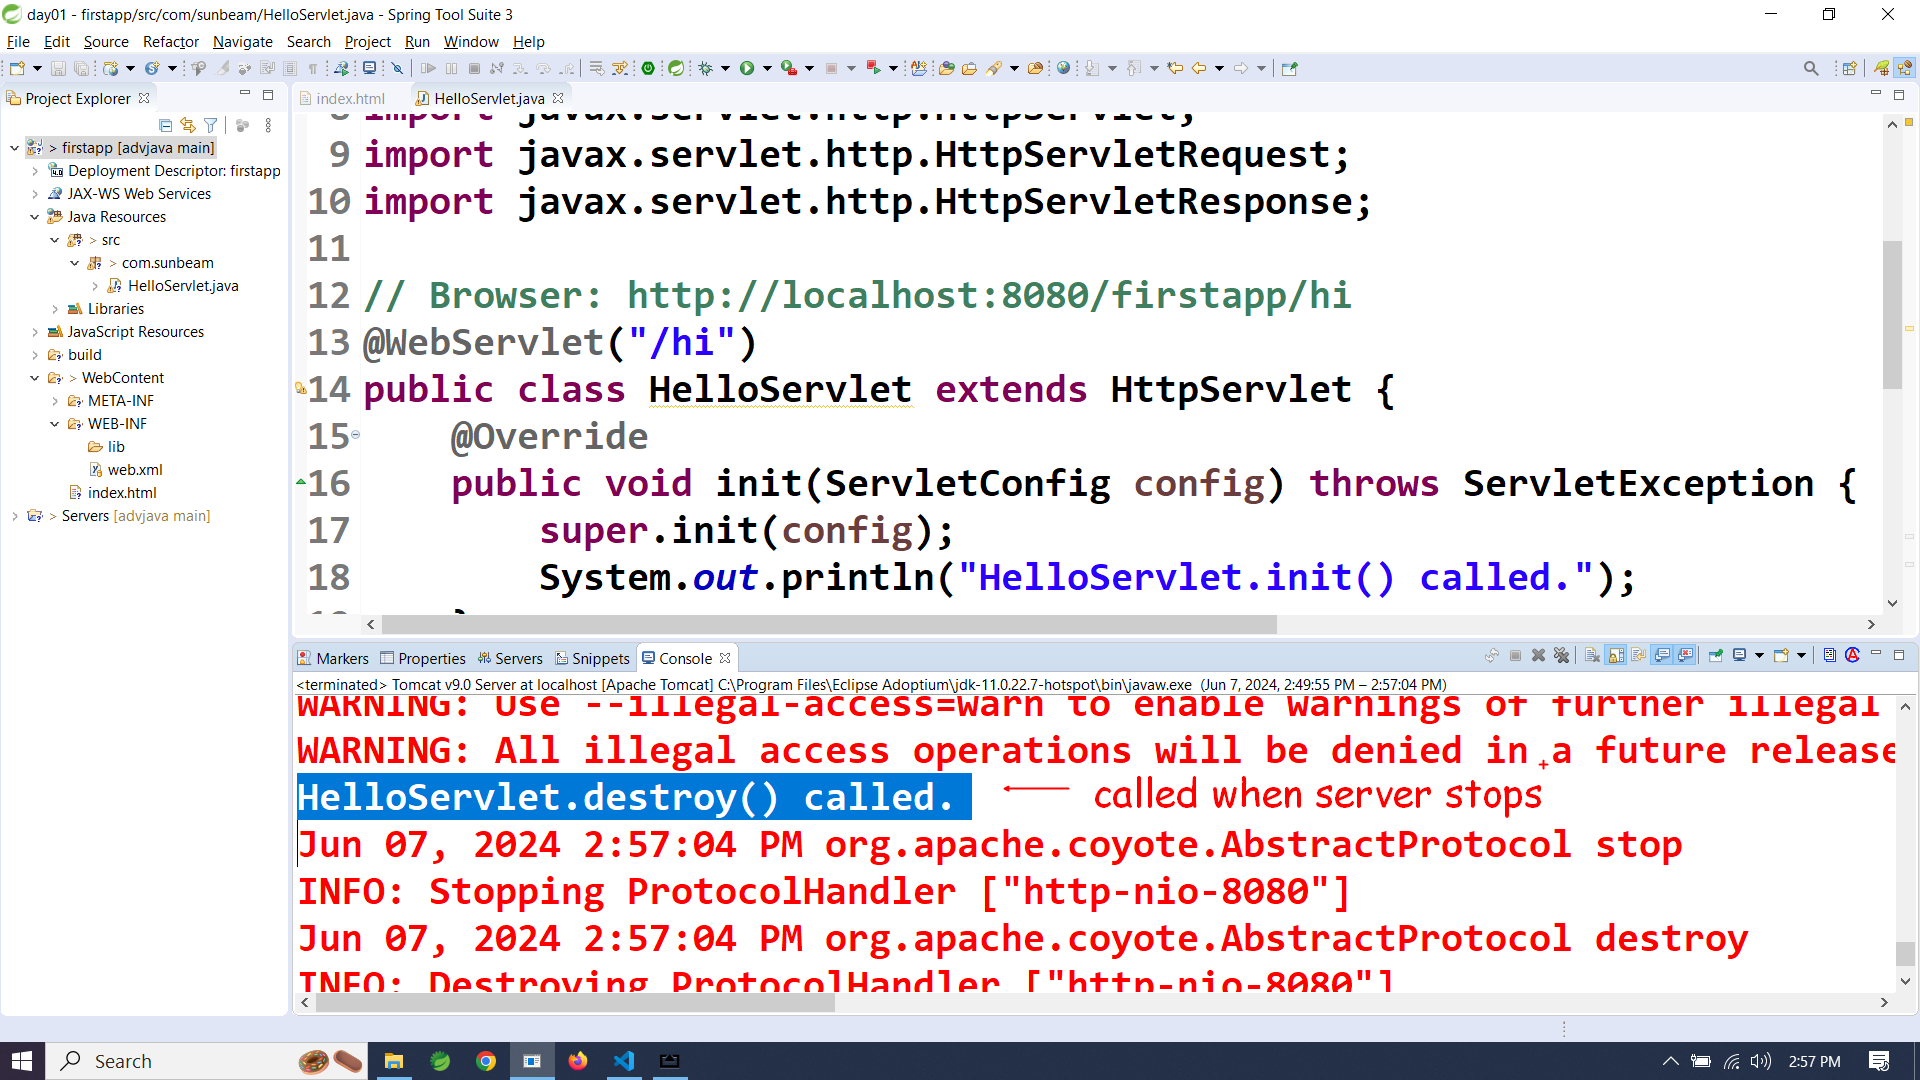 day01 - firstapp/src/com/sunbeam/HelloServlet.java - Spring Tool Suite 3
File Edit Source Refactor Navigate Search Project Run Window Help
Project Explorer
index.html
HelloServlet.java
> firstapp [advjava main]
Deployment Descriptor: firstapp
JAX-WS Web Services
Java Resources
> src
> com.sunbeam
HelloServlet.java
Libraries
JavaScript Resources
build
> WebContent
META-INF
WEB-INF
lib
web.xml
index.html
> Servers [advjava main]
8 import javax.servlet.http.HttpServlet;
9 import javax.servlet.http.HttpServletRequest;
10 import javax.servlet.http.HttpServletResponse;
11
12 // Browser: http://localhost:8080/firstapp/hi
13 @WebServlet("/hi")
14 public class HelloServlet extends HttpServlet {
15 @Override
16 public void init(ServletConfig config) throws ServletException {
17 super.init(config);
18 System.out.println("HelloServlet.init() called.");
Markers Properties Servers Snippets Console
<terminated> Tomcat v9.0 Server at localhost [Apache Tomcat] C:\Program Files\Eclipse Adoptium\jdk-11.0.22.7-hotspot\bin\javaw.exe (Jun 7, 2024, 2:49:55 PM – 2:57:04 PM)
WARNING: Use --illegal-access=warn to enable warnings of further illegal
WARNING: All illegal access operations will be denied in a future release
HelloServlet.destroy() called. called when server stops
Jun 07, 2024 2:57:04 PM org.apache.coyote.AbstractProtocol stop
INFO: Stopping ProtocolHandler ["http-nio-8080"]
Jun 07, 2024 2:57:04 PM org.apache.coyote.AbstractProtocol destroy
INFO: Destroying ProtocolHandler ["http-nio-8080"]
Search
2:57 PM